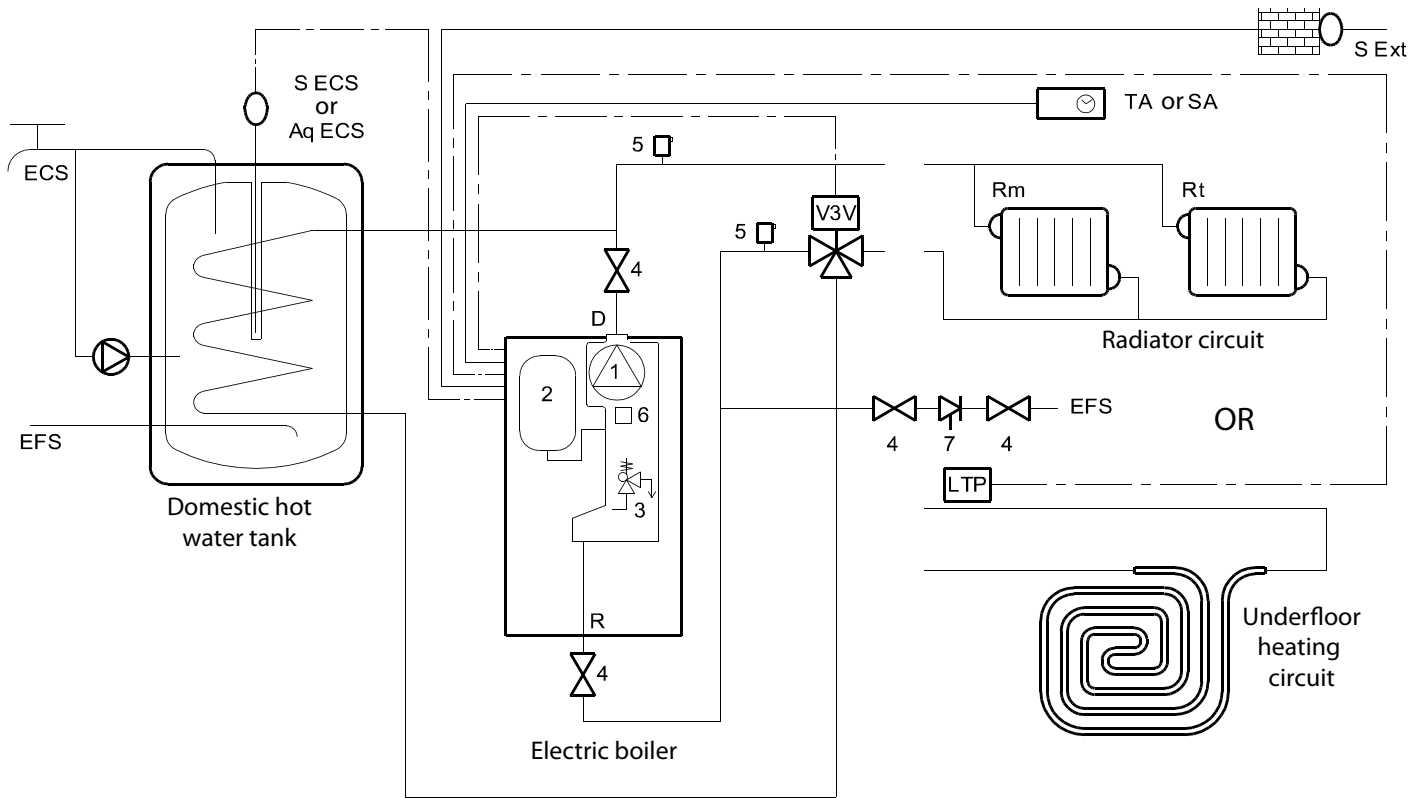 S Ext
S ECS
or
Aq ECS
TA or SA
5
ECS
Rm
Rt
V3V
5
4
D
Radiator circuit
1
2
6
EFS
OR
EFS
4
7
4
LTP
Domestic hot
water tank
3
R
Underfloor
heating
circuit
4
Electric boiler